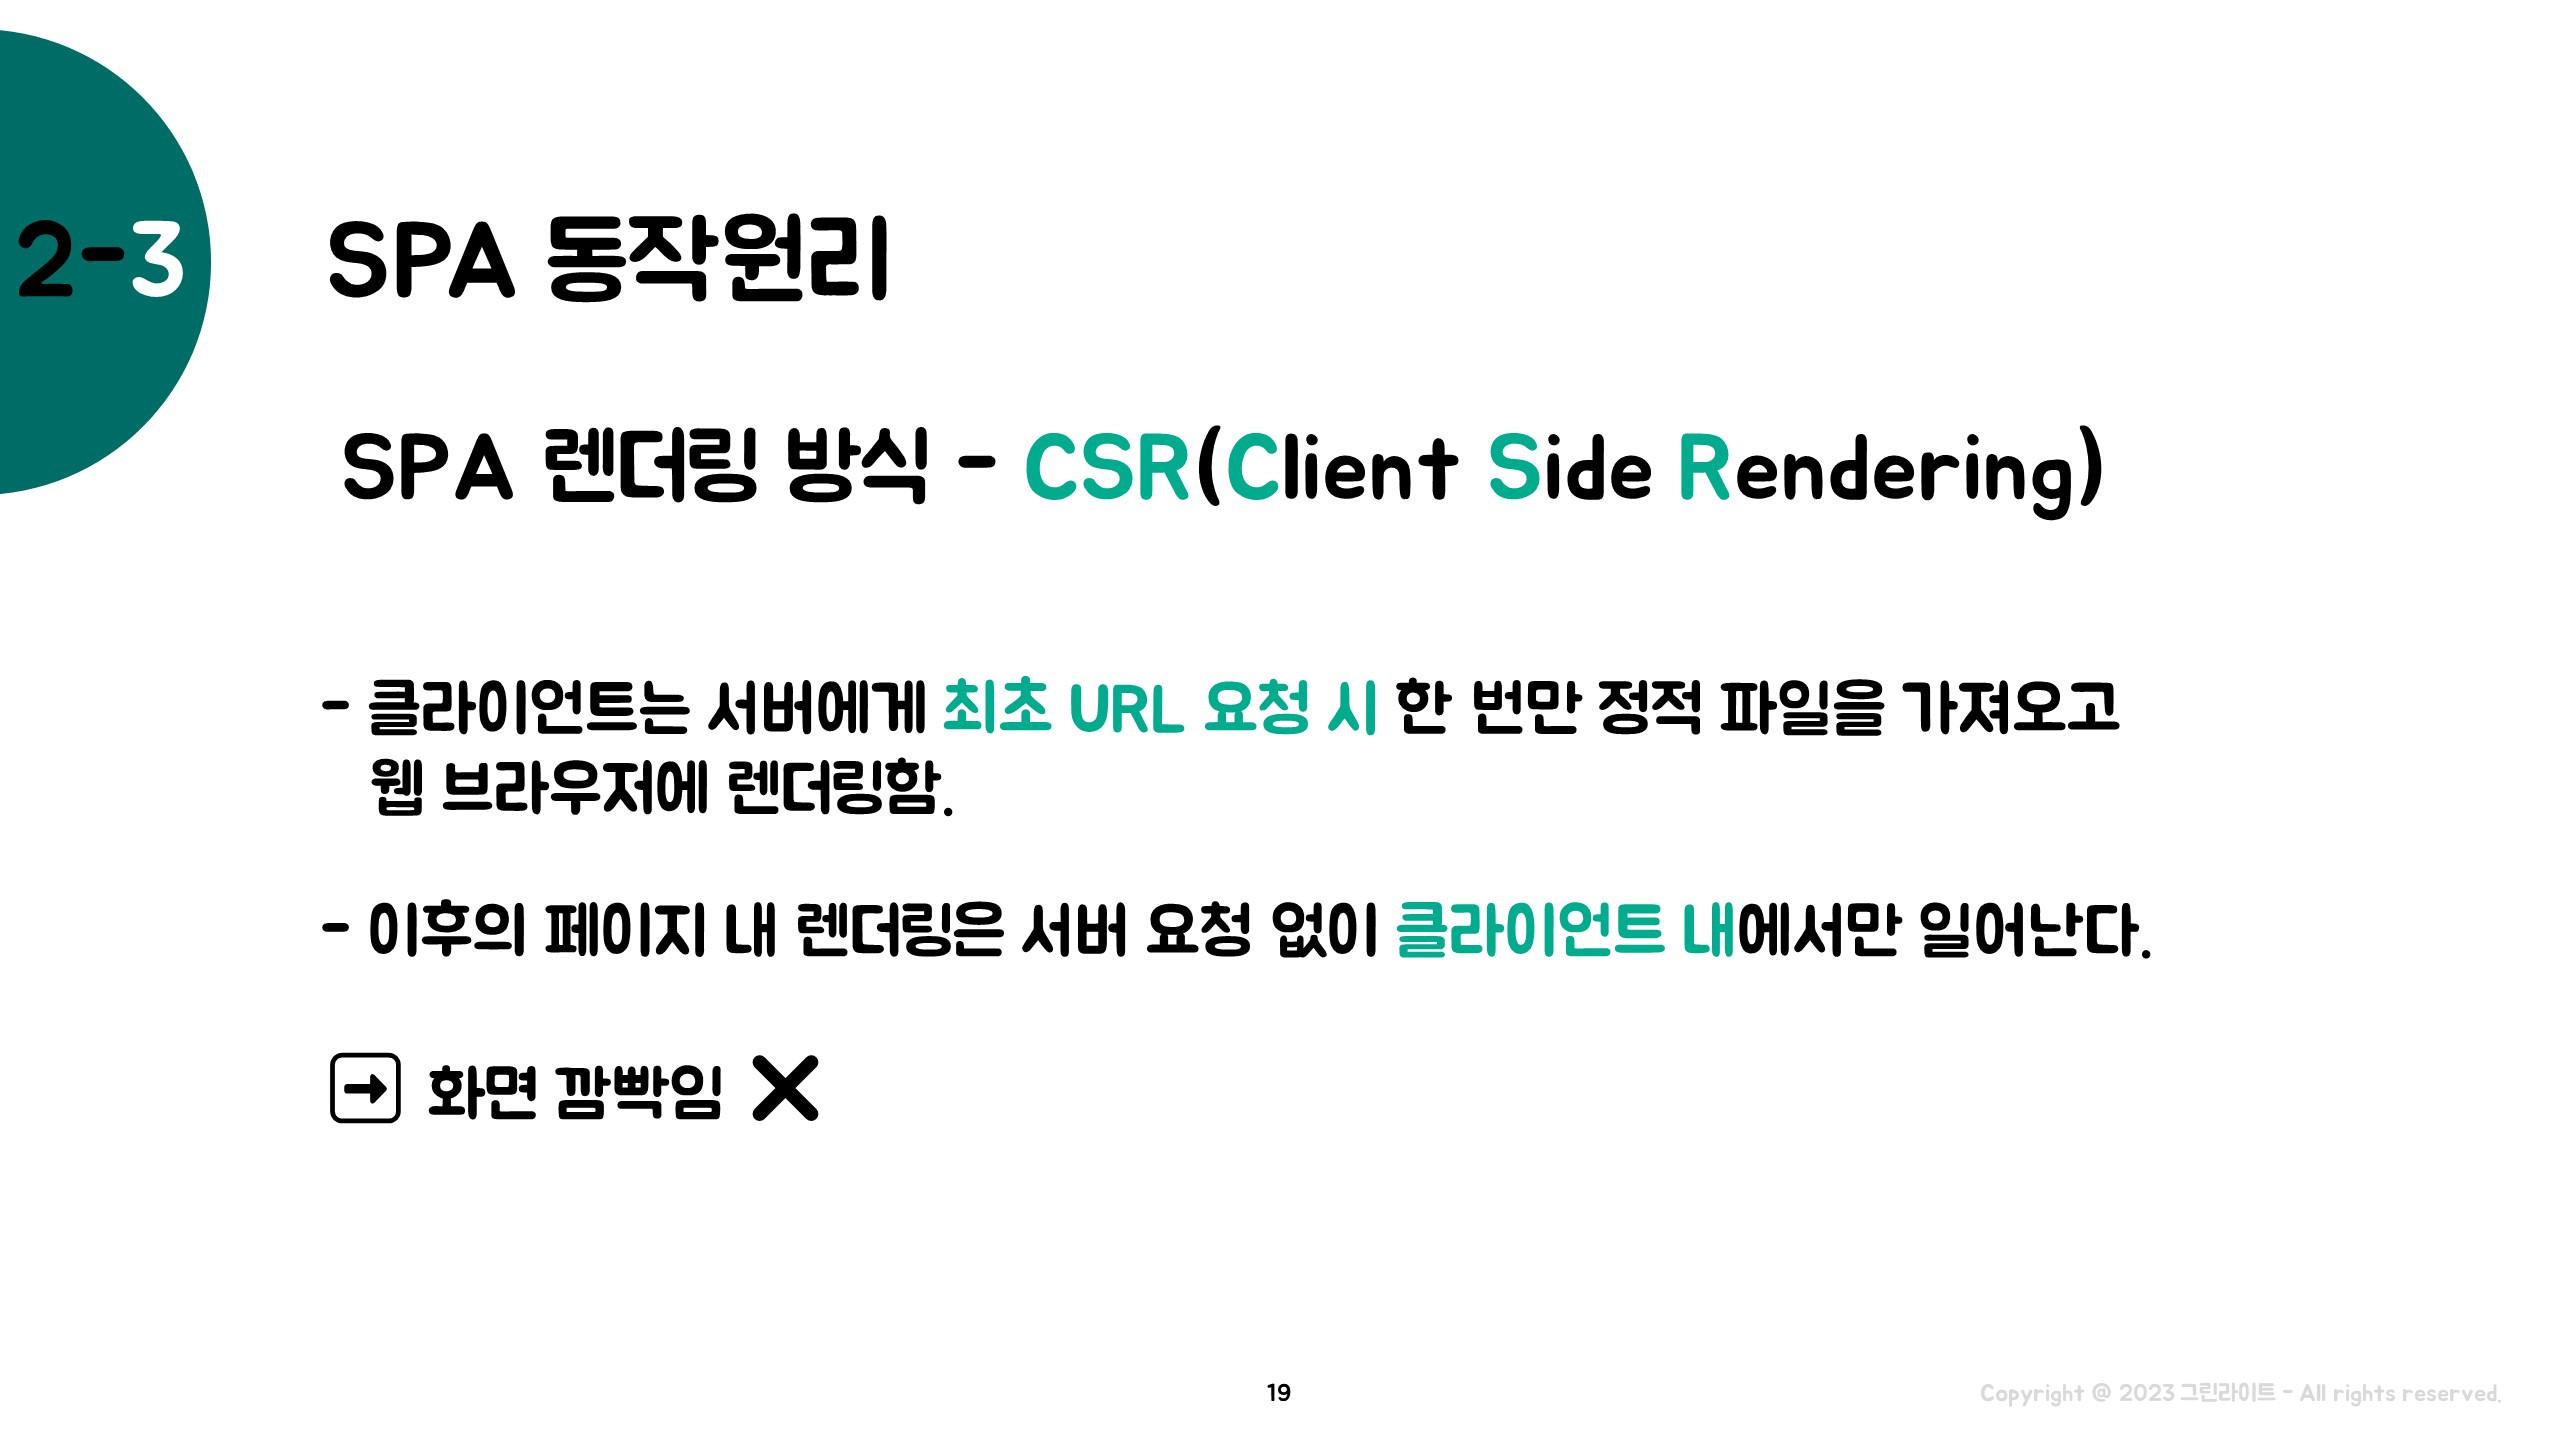 2-3
SPA 동작원리
SPA 렌더링 방식 - CSR(Client Side Rendering)
- 클라이언트는 서버에게 최초 URL 요청 시 한 번만 정적 파일을 가져오고
웹 브라우저에 렌더링함.
- 이후의 페이지 내 렌더링은 서버 요청 없이 클라이언트 내에서만 일어난다.
➡ 화면 깜빡임 ❌
19
Copyright @ 2023 그린라이트 - All rights reserved.